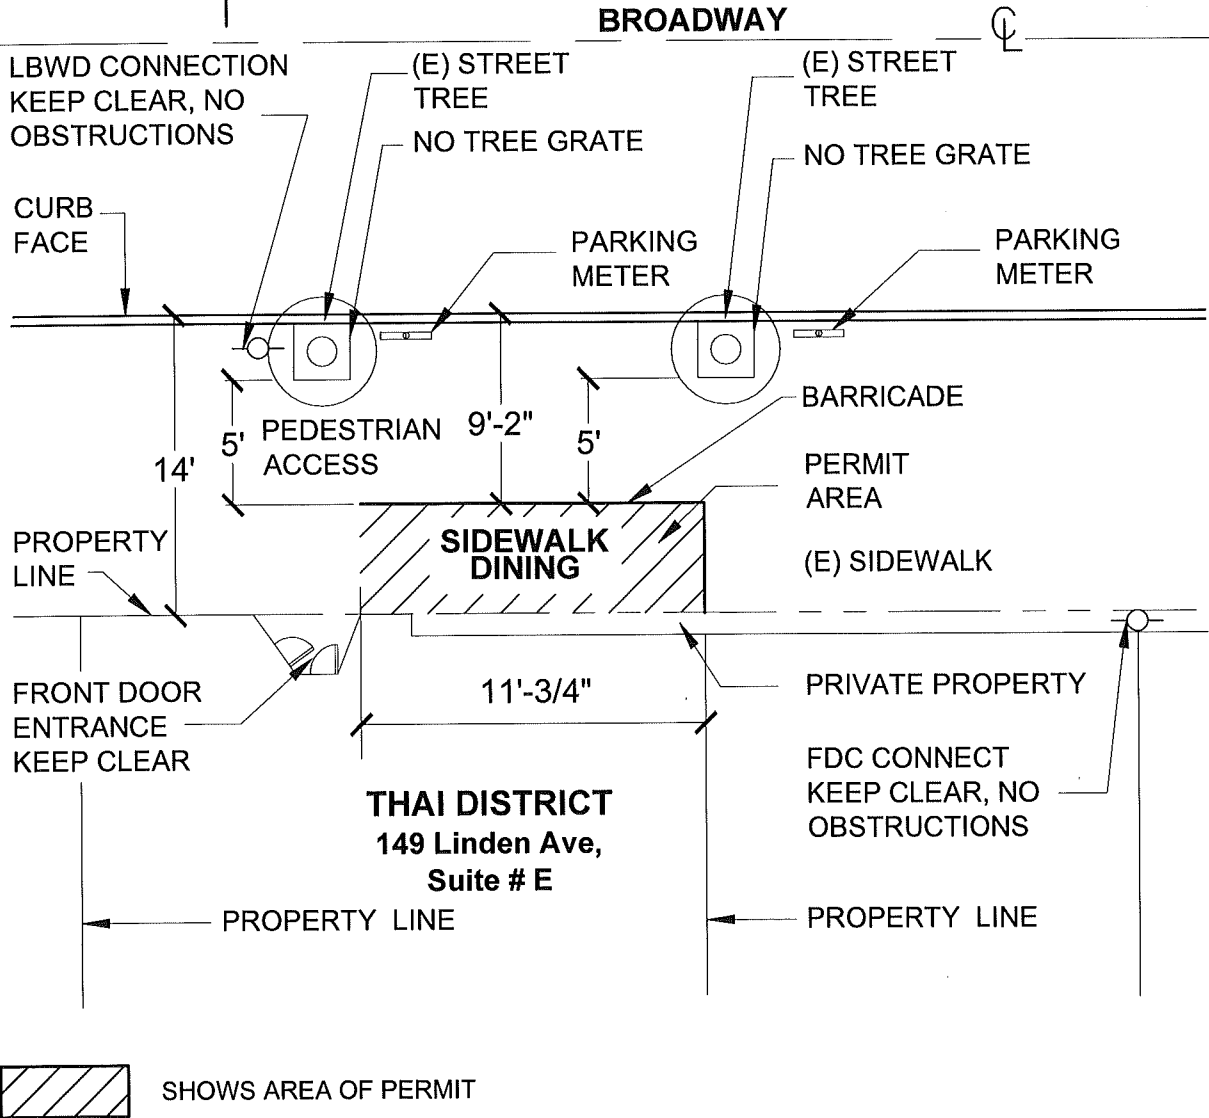 BROADWAY
CL
LBWD CONNECTION
KEEP CLEAR, NO
OBSTRUCTIONS
(E) STREET
TREE
NO TREE GRATE
(E) STREET
TREE
NO TREE GRATE
CURB
FACE
PARKING
METER
PARKING
METER
BARRICADE
14'
5'
PEDESTRIAN
ACCESS
9'-2"
5'
PERMIT
AREA
SIDEWALK
DINING
(E) SIDEWALK
PROPERTY
LINE
FRONT DOOR
ENTRANCE
KEEP CLEAR
11'-3/4"
PRIVATE PROPERTY
FDC CONNECT
KEEP CLEAR, NO
OBSTRUCTIONS
THAI DISTRICT
149 Linden Ave,
Suite # E
PROPERTY LINE
PROPERTY LINE
SHOWS AREA OF PERMIT